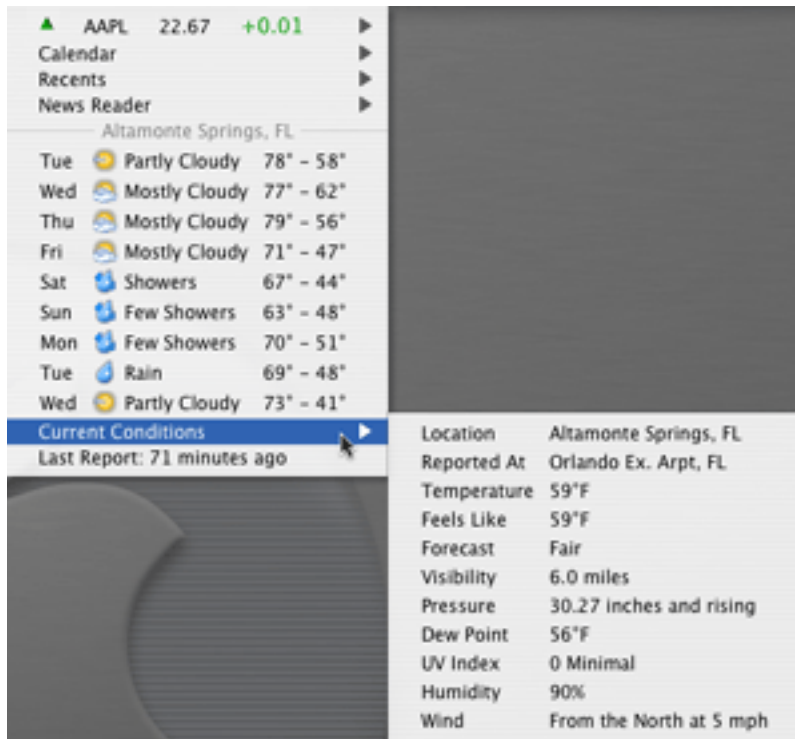 AAPL 22.67 +0.01
Calendar
Recents
News Reader
Altamonte Springs, FL
Tue Partly Cloudy 78° - 58°
Wed Mostly Cloudy 77° - 62°
Thu Mostly Cloudy 79° - 56°
Fri Mostly Cloudy 71° - 47°
Sat Showers 67° - 44°
Sun Few Showers 63° - 48°
Mon Few Showers 70° - 51°
Tue Rain 69° - 48°
Wed Partly Cloudy 73° - 41°
Current Conditions
Last Report: 71 minutes ago
Location Altamonte Springs, FL
Reported At Orlando Ex. Arpt, FL
Temperature 59°F
Feels Like 59°F
Forecast Fair
Visibility 6.0 miles
Pressure 30.27 inches and rising
Dew Point 56°F
UV Index 0 Minimal
Humidity 90%
Wind From the North at 5 mph